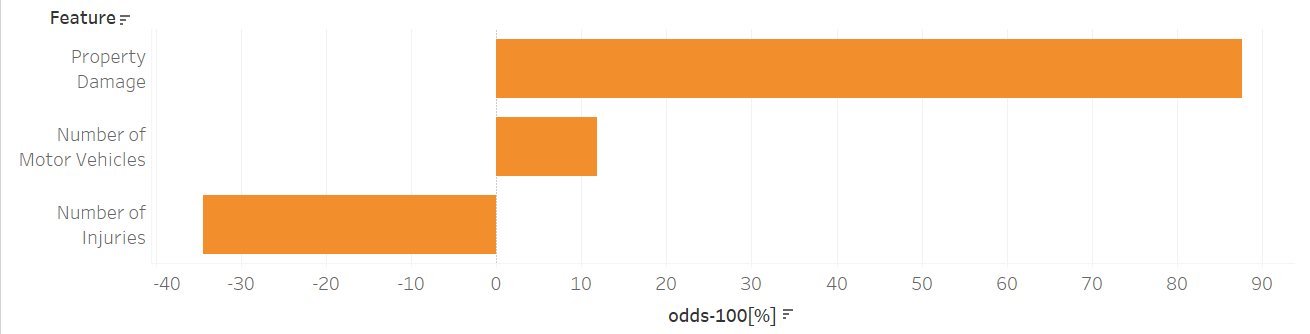 Feature
Property
Damage
Number of
Motor Vehicles
Number of
Injuries
-40 -30 -20 -10 0 10 20 30 40 50 60 70 80 90
odds-100[%]